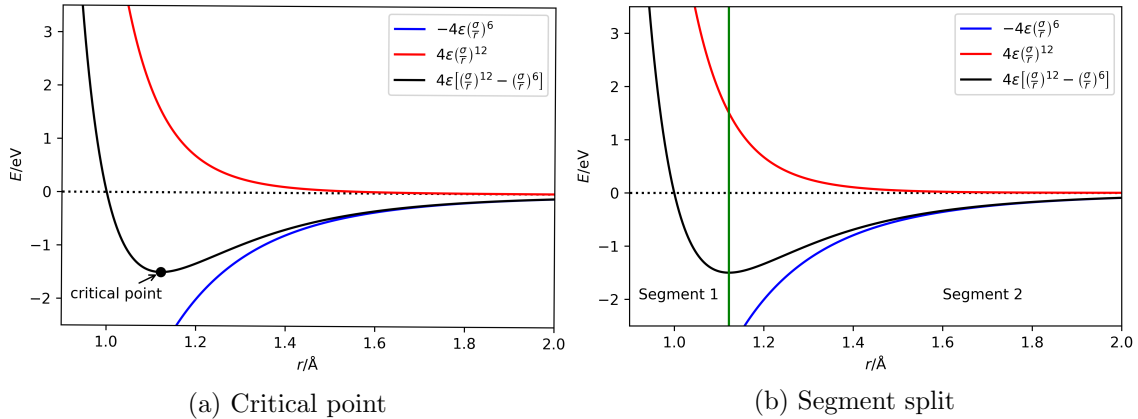 3
2
1
0
−1
−2
E/eV
1.0
1.2
1.4
1.6
1.8
2.0
r/Å
−4ε(σ/r)^6
4ε(σ/r)^12
4ε[(σ/r)^12 − (σ/r)^6]
critical point
(a) Critical point
3
2
1
0
−1
−2
E/eV
1.0
1.2
1.4
1.6
1.8
2.0
r/Å
−4ε(σ/r)^6
4ε(σ/r)^12
4ε[(σ/r)^12 − (σ/r)^6]
Segment 1
Segment 2
(b) Segment split